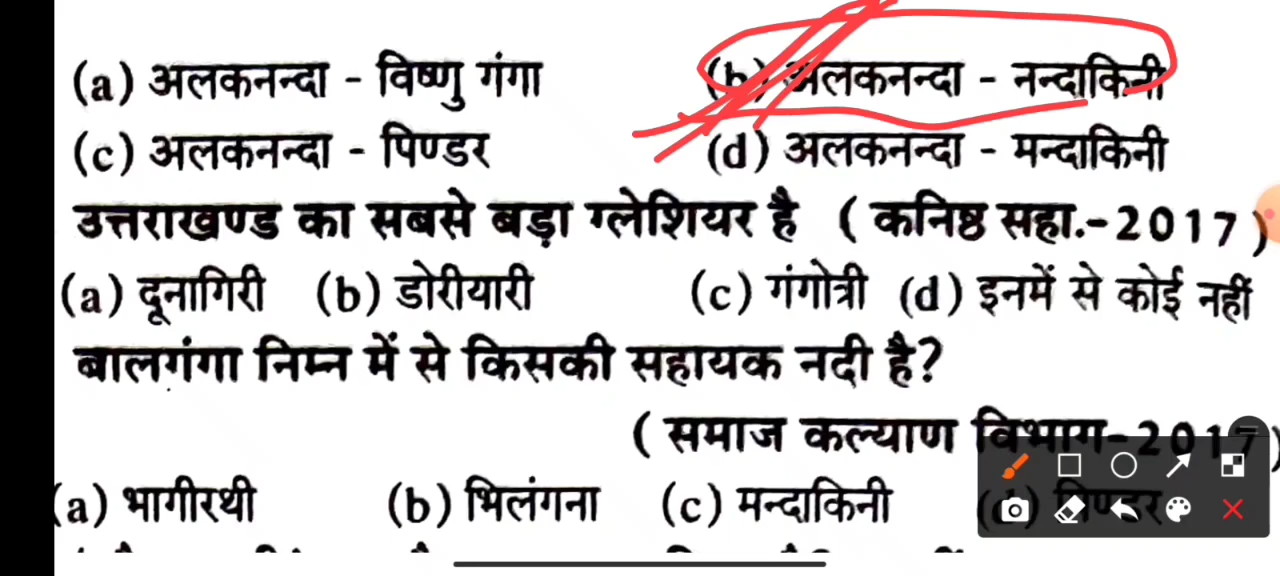 (a) अलकनन्दा - विष्णु गंगा (b) अलकनन्दा - नन्दाकिनी
(c) अलकनन्दा - पिण्डर (d) अलकनन्दा - मन्दाकिनी
उत्तराखण्ड का सबसे बड़ा ग्लेशियर है ( कनिष्ठ सहा.-2017 )
(a) दूनागिरी (b) डोरीयारी (c) गंगोत्री (d) इनमें से कोई नहीं
बालगंगा निम्न में से किसकी सहायक नदी है?
( समाज कल्याण विभाग-2017)
(a) भागीरथी (b) भिलंगना (c) मन्दाकिनी (d) पिण्डर